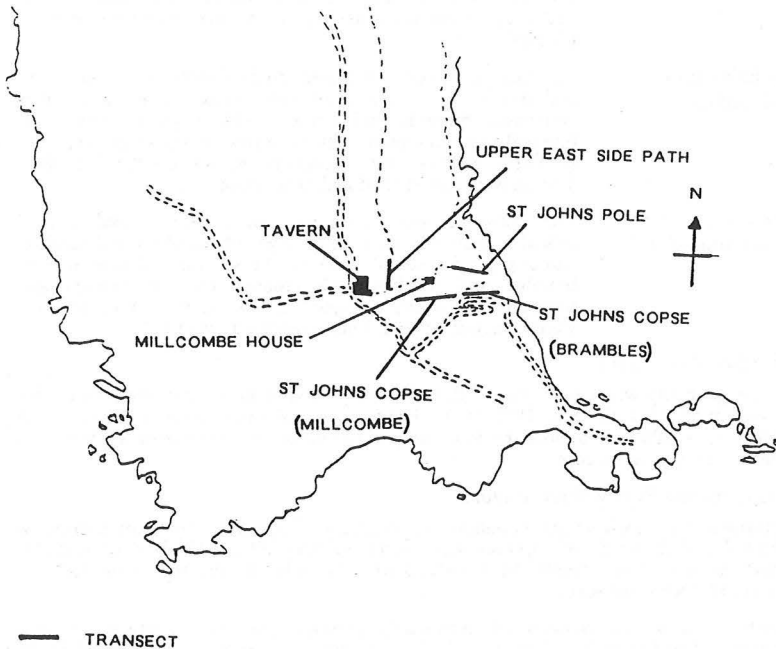 UPPER EAST SIDE PATH
N
ST JOHNS POLE
TAVERN
MILLCOMBE HOUSE
ST JOHNS COPSE
(BRAMBLES)
ST JOHNS COPSE
(MILLCOMBE)
TRANSECT